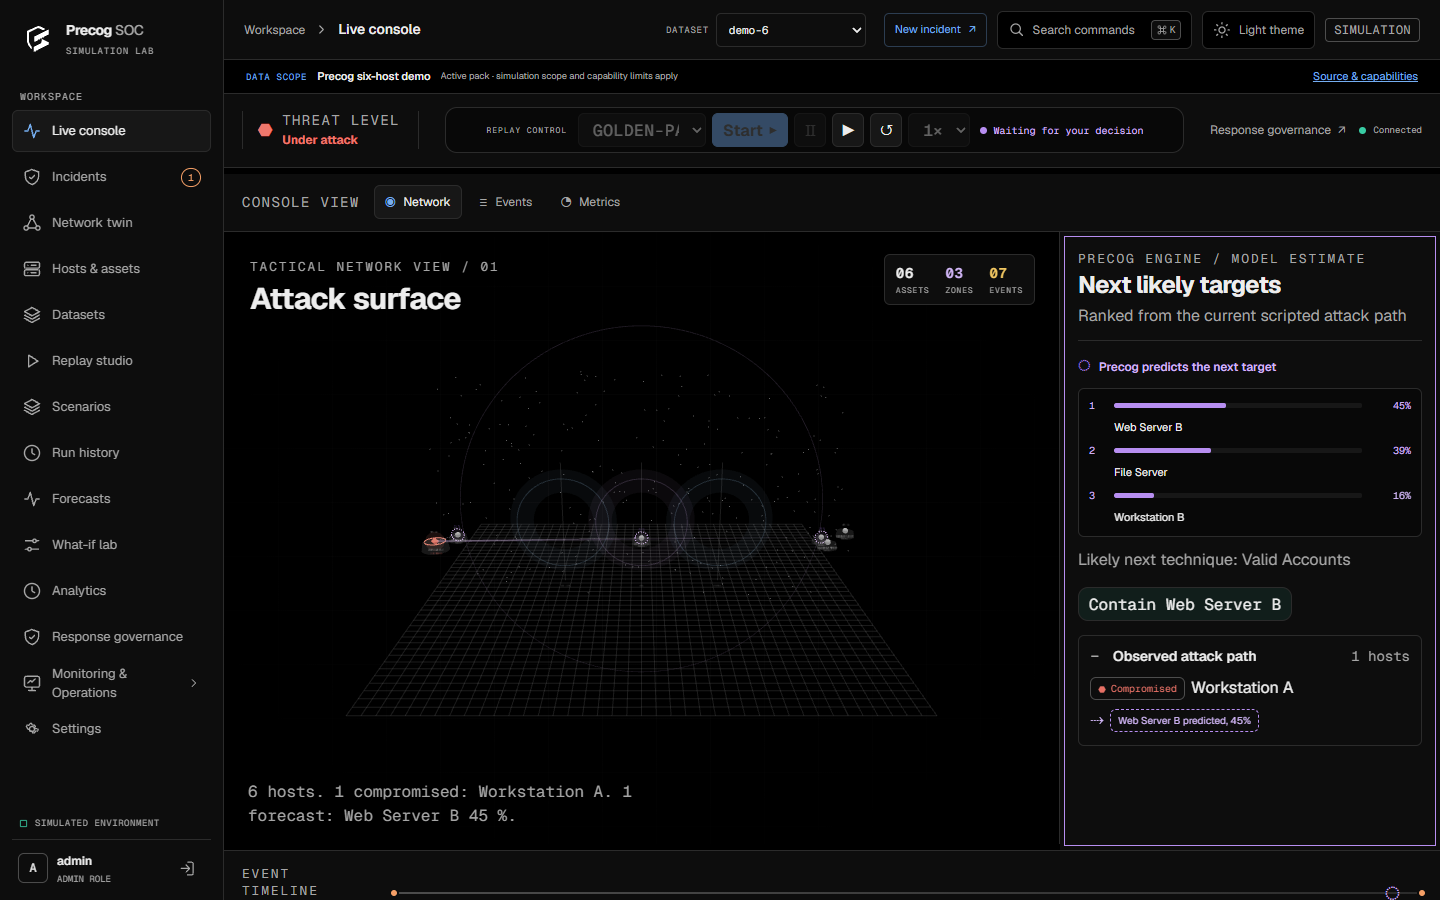 Precog SOC
SIMULATION LAB
WORKSPACE
Live console
Incidents
1
Network twin
Hosts & assets
Datasets
Replay studio
Scenarios
Run history
Forecasts
What-if lab
Analytics
Response governance
Monitoring &
Operations
Settings
SIMULATED ENVIRONMENT
A
admin
ADMIN ROLE
Workspace
Live console
DATASET
demo-6
New incident ↗
Search commands
⌘ K
Light theme
SIMULATION
DATA SCOPE
Precog six-host demo
Active pack · simulation scope and capability limits apply
Source & capabilities
THREAT LEVEL
Under attack
REPLAY CONTROL
Start ▸
1×
Waiting for your decision
Response governance ↗
Connected
CONSOLE VIEW
Network
Events
Metrics
TACTICAL NETWORK VIEW / 01
Attack surface
06
ASSETS
03
ZONES
07
EVENTS
6 hosts. 1 compromised: Workstation A. 1
forecast: Web Server B 45 %.
PRECOG ENGINE / MODEL ESTIMATE
Next likely targets
Ranked from the current scripted attack path
Precog predicts the next target
1
45%
Web Server B
2
39%
File Server
3
16%
Workstation B
Likely next technique: Valid Accounts
Contain Web Server B
− Observed attack path
1 hosts
Compromised
Workstation A
Web Server B predicted, 45%
EVENT
TIMELINE